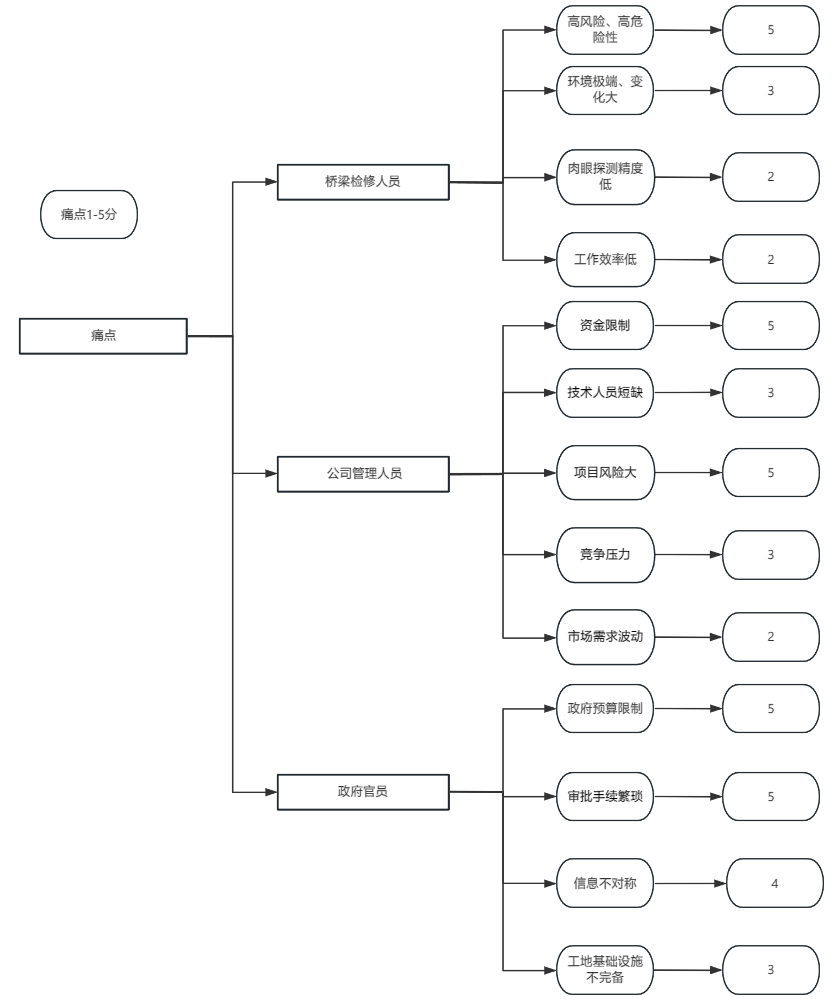 高风险、高危
险性
5
环境极端、变
化大
3
桥梁检修人员
肉眼探测精度
低
2
痛点1-5分
工作效率低
2
痛点
资金限制
5
技术人员短缺
3
公司管理人员
项目风险大
5
竞争压力
3
市场需求波动
2
政府预算限制
5
政府官员
审批手续繁琐
5
信息不对称
4
工地基础设施
不完备
3